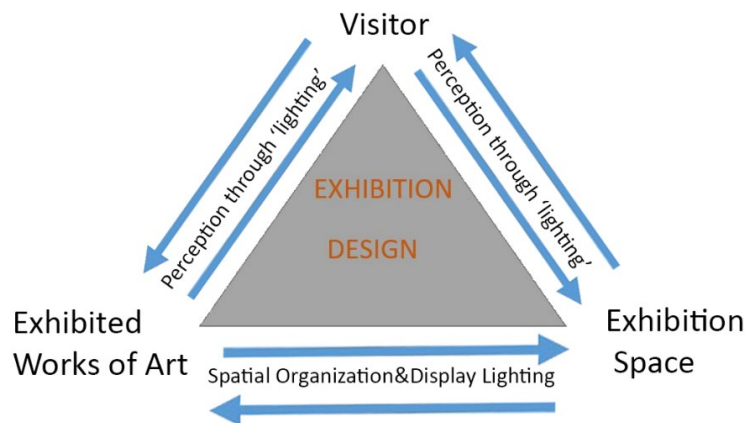 Visitor
Perception through ‘lighting’
Perception through ‘lighting’
EXHIBITION
DESIGN
Exhibited
Works of Art
Exhibition
Space
Spatial Organization&Display Lighting